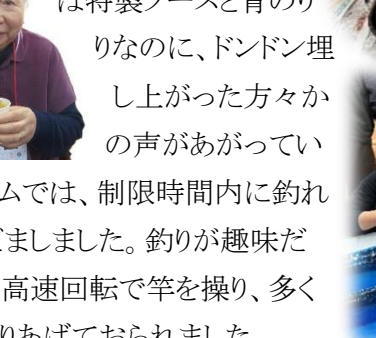 は特製ソースと青のり
りなのに、ドンドン埋
し上がった方々か
の声があがってい
ムでは、制限時間内に釣れ
ましました。釣りが趣味だ
高速回転で竿を操り、多く
りあげておられました